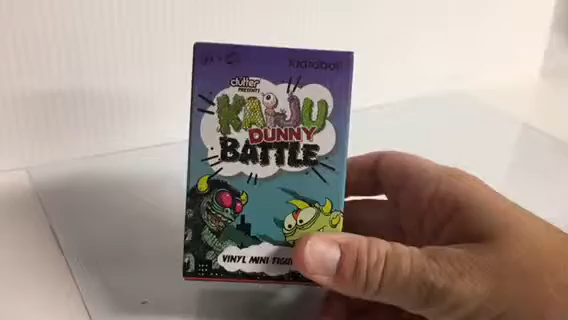 kidrobot
clutter
PRESENTS
KAIJU
DUNNY
BATTLE
VINYL MINI FIGU